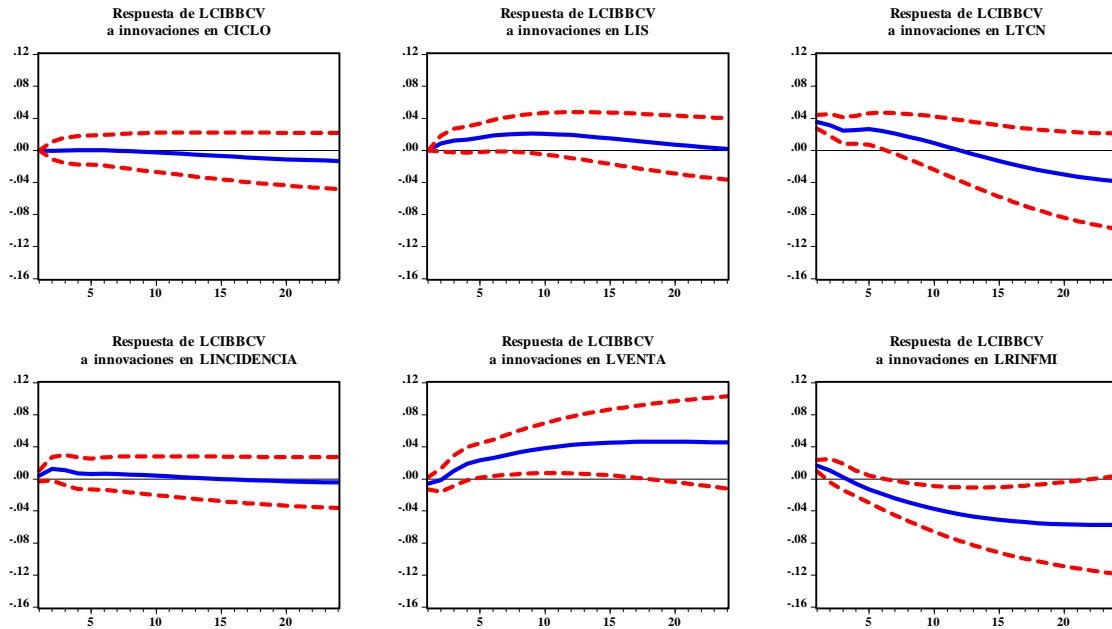 Respuesta de LCIBBCV
a innovaciones en CICLO
.12
.08
.04
.00
-.04
-.08
-.12
-.16
5 10 15 20
Respuesta de LCIBBCV
a innovaciones en LIS
.12
.08
.04
.00
-.04
-.08
-.12
-.16
5 10 15 20
Respuesta de LCIBBCV
a innovaciones en LTCN
.12
.08
.04
.00
-.04
-.08
-.12
-.16
5 10 15 20
Respuesta de LCIBBCV
a innovaciones en LINCIDENCIA
.12
.08
.04
.00
-.04
-.08
-.12
-.16
5 10 15 20
Respuesta de LCIBBCV
a innovaciones en LVENTA
.12
.08
.04
.00
-.04
-.08
-.12
-.16
5 10 15 20
Respuesta de LCIBBCV
a innovaciones en LRINFMI
.12
.08
.04
.00
-.04
-.08
-.12
-.16
5 10 15 20